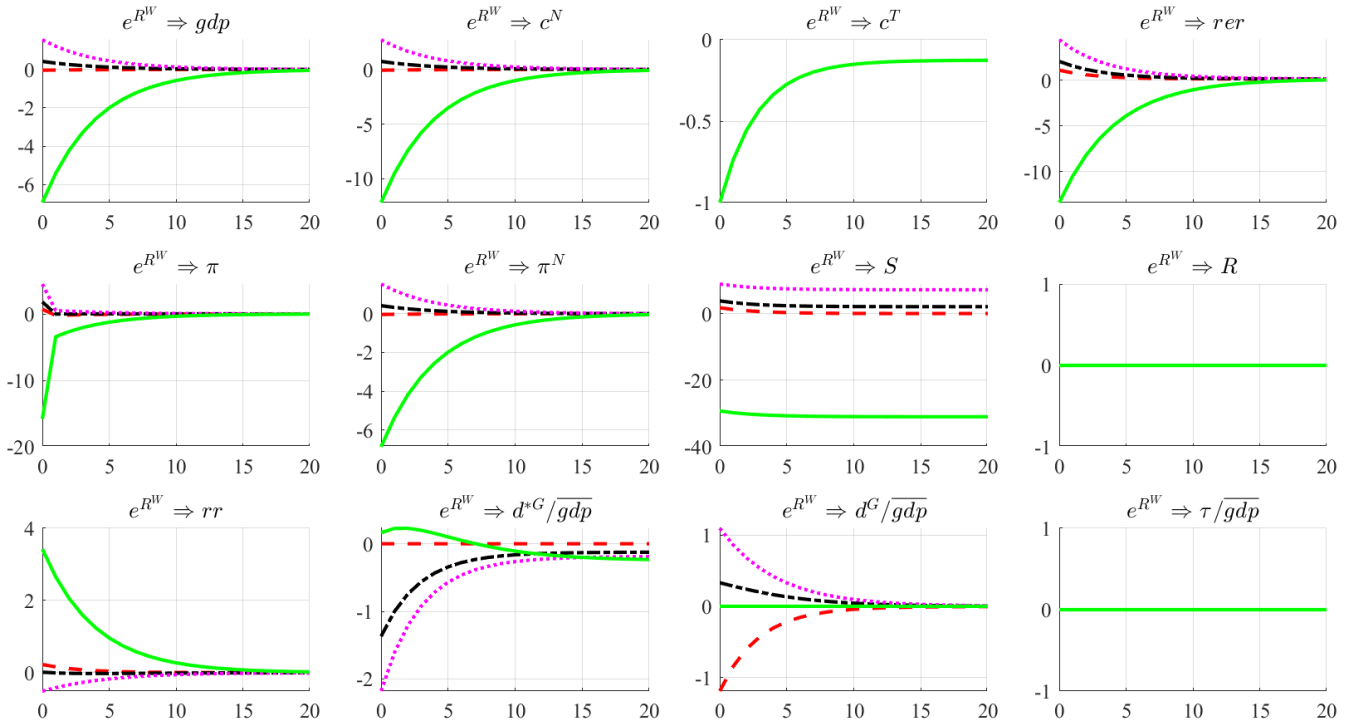 e^{R^W} ⇒ gdp
0
-2
-4
-6
0 5 10 15 20
e^{R^W} ⇒ c^N
0
-5
-10
0 5 10 15 20
e^{R^W} ⇒ c^T
0
-0.5
-1
0 5 10 15 20
e^{R^W} ⇒ rer
0
-5
-10
0 5 10 15 20
e^{R^W} ⇒ π
0
-10
-20
0 5 10 15 20
e^{R^W} ⇒ π^N
0
-2
-4
-6
0 5 10 15 20
e^{R^W} ⇒ S
0
-20
-40
0 5 10 15 20
e^{R^W} ⇒ R
1
0
-1
0 5 10 15 20
e^{R^W} ⇒ rr
4
2
0
0 5 10 15 20
e^{R^W} ⇒ d^{*G}/\overline{gdp}
0
-1
-2
0 5 10 15 20
e^{R^W} ⇒ d^G/\overline{gdp}
1
0
-1
0 5 10 15 20
e^{R^W} ⇒ τ/\overline{gdp}
1
0
-1
0 5 10 15 20